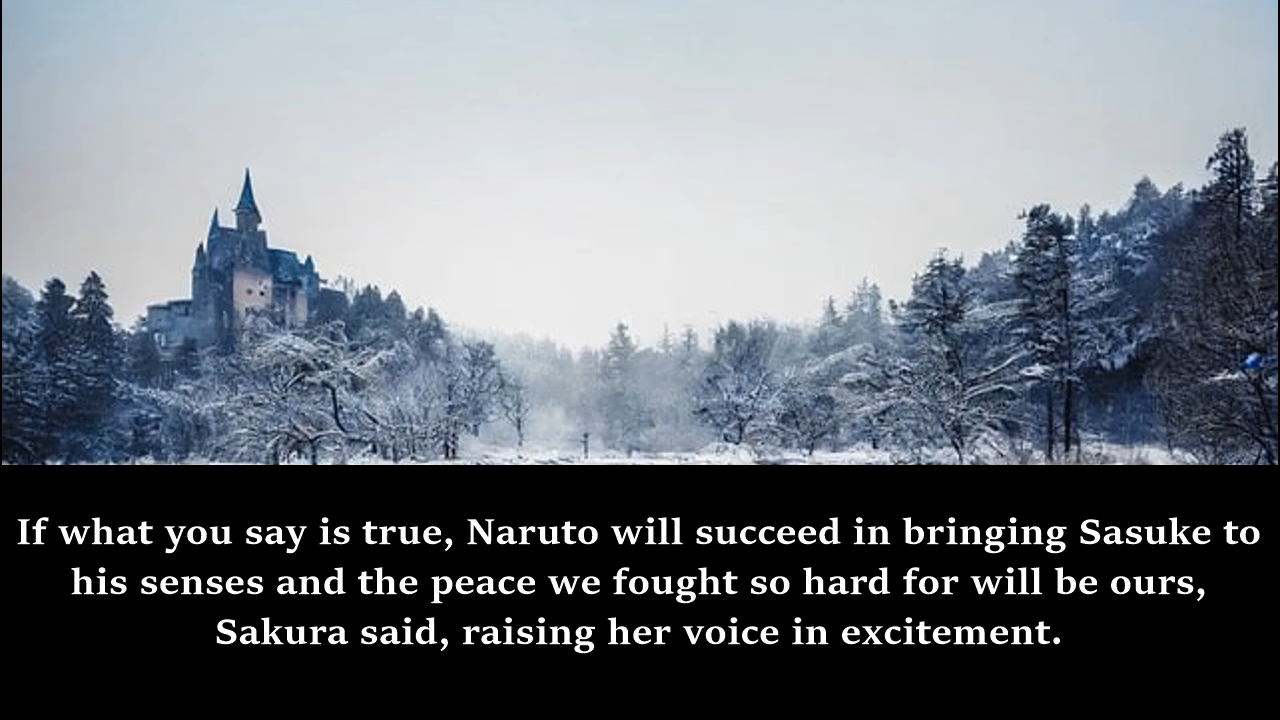 If what you say is true, Naruto will succeed in bringing Sasuke to
his senses and the peace we fought so hard for will be ours,
Sakura said, raising her voice in excitement.